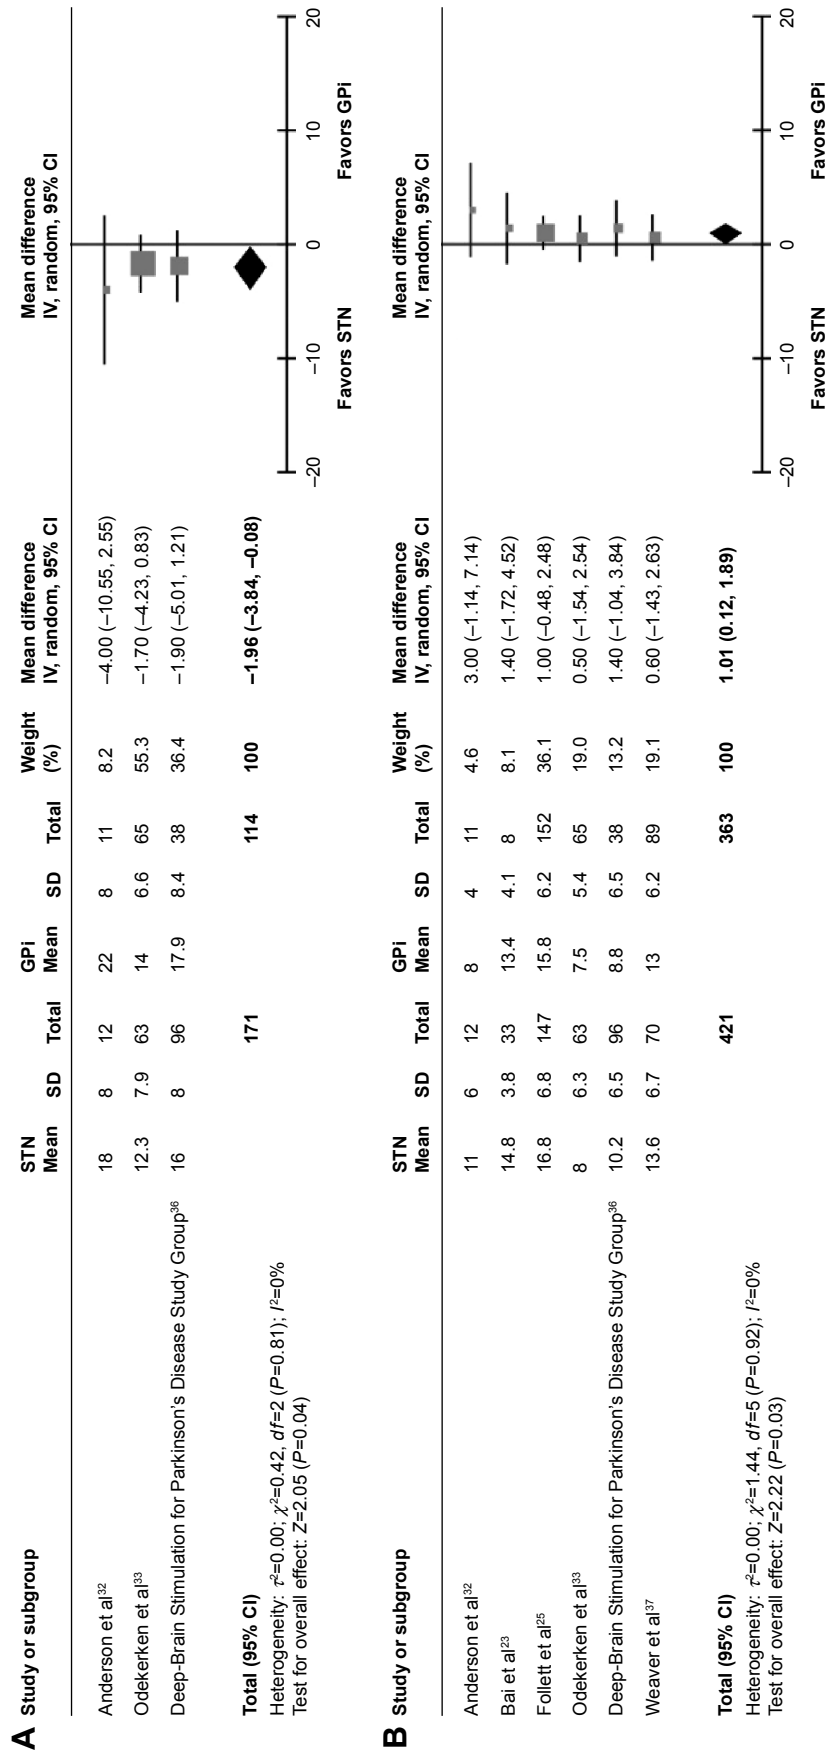 A
Study or subgroup STN Mean SD Total GPi Mean SD Total Weight (%) Mean difference IV, random, 95% CI Mean difference IV, random, 95% CI
Anderson et al32 18 8 12 22 8 11 8.2 –4.00 (–10.55, 2.55)
Odekerken et al33 12.3 7.9 63 14 6.6 65 55.3 –1.70 (–4.23, 0.83)
Deep-Brain Stimulation for Parkinson's Disease Study Group36 16 8 96 17.9 8.4 38 36.4 –1.90 (–5.01, 1.21)
Total (95% CI) 171 114 100 –1.96 (–3.84, –0.08)
Heterogeneity: τ2=0.00; χ2=0.42, df=2 (P=0.81); I2=0%
Test for overall effect: Z=2.05 (P=0.04)
–20 –10 0 10 20
Favors STN Favors GPi
B
Study or subgroup STN Mean SD Total GPi Mean SD Total Weight (%) Mean difference IV, random, 95% CI Mean difference IV, random, 95% CI
Anderson et al32 11 6 12 8 4 11 4.6 3.00 (–1.14, 7.14)
Bai et al23 14.8 3.8 33 13.4 4.1 8 8.1 1.40 (–1.72, 4.52)
Follett et al25 16.8 6.8 147 15.8 6.2 152 36.1 1.00 (–0.48, 2.48)
Odekerken et al33 8 6.3 63 7.5 5.4 65 19.0 0.50 (–1.54, 2.54)
Deep-Brain Stimulation for Parkinson's Disease Study Group36 10.2 6.5 96 8.8 6.5 38 13.2 1.40 (–1.04, 3.84)
Weaver et al37 13.6 6.7 70 13 6.2 89 19.1 0.60 (–1.43, 2.63)
Total (95% CI) 421 363 100 1.01 (0.12, 1.89)
Heterogeneity: τ2=0.00; χ2=1.44, df=5 (P=0.92); I2=0%
Test for overall effect: Z=2.22 (P=0.03)
–20 –10 0 10 20
Favors STN Favors GPi